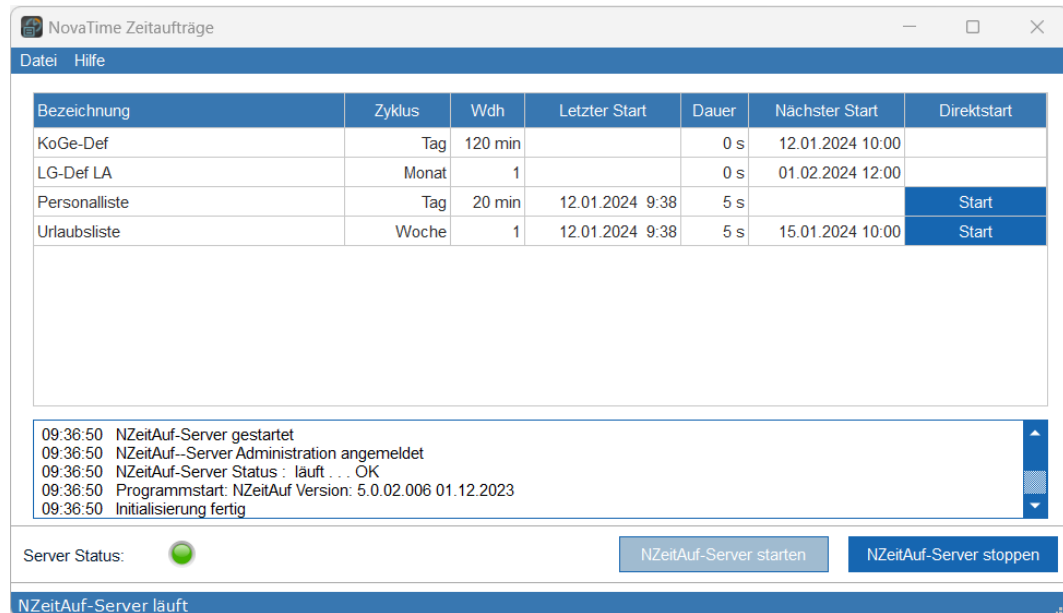 NovaTime Zeitaufträge
Datei Hilfe
Bezeichnung Zyklus Wdh Letzter Start Dauer Nächster Start Direktstart
KoGe-Def Tag 120 min 0 s 12.01.2024 10:00
LG-Def LA Monat 1 0 s 01.02.2024 12:00
Personalliste Tag 20 min 12.01.2024 9:38 5 s Start
Urlaubsliste Woche 1 12.01.2024 9:38 5 s 15.01.2024 10:00 Start
09:36:50 NZeitAuf-Server gestartet
09:36:50 NZeitAuf--Server Administration angemeldet
09:36:50 NZeitAuf-Server Status : läuft . . . OK
09:36:50 Programmstart: NZeitAuf Version: 5.0.02.006 01.12.2023
09:36:50 Initialisierung fertig
Server Status: NZeitAuf-Server starten NZeitAuf-Server stoppen
NZeitAuf-Server läuft